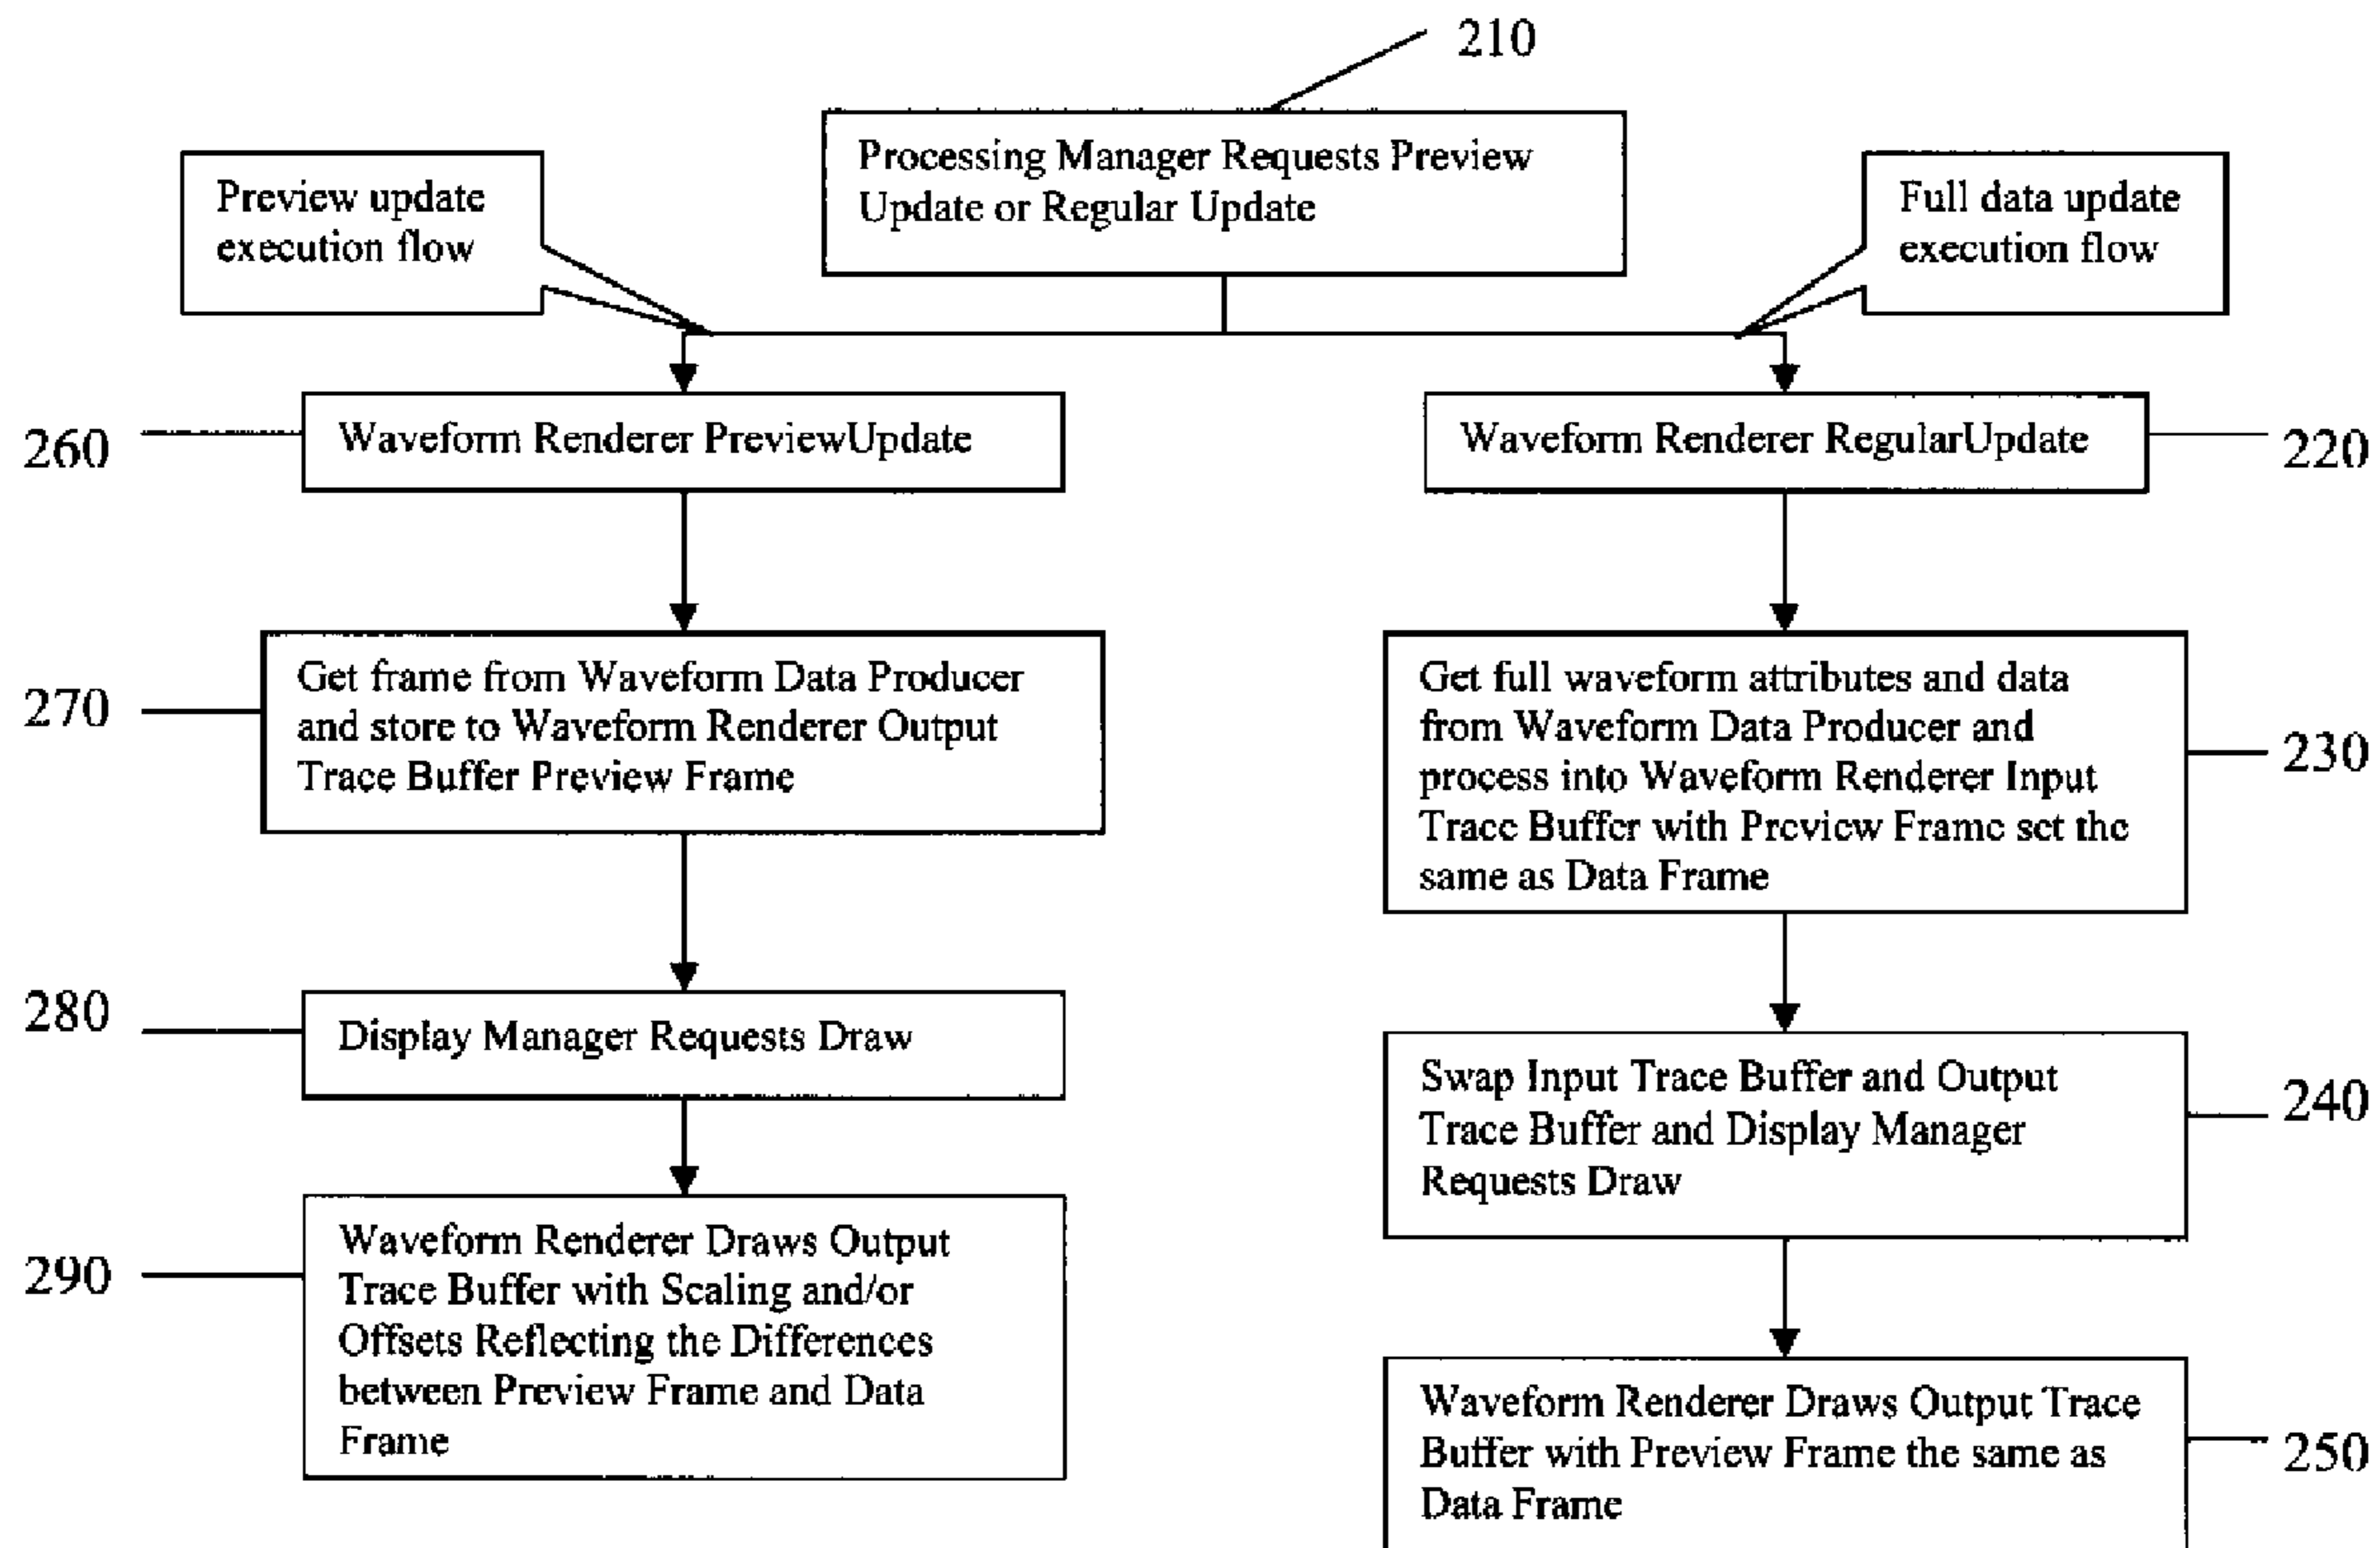 210
Processing Manager Requests Preview
Update or Regular Update
Preview update
execution flow
Full data update
execution flow
260
Waveform Renderer PreviewUpdate
Waveform Renderer RegularUpdate
220
270
Get frame from Waveform Data Producer
and store to Waveform Renderer Output
Trace Buffer Preview Frame
Get full waveform attributes and data
from Waveform Data Producer and
process into Waveform Renderer Input
Trace Buffer with Preview Frame set the
same as Data Frame
230
280
Display Manager Requests Draw
Swap Input Trace Buffer and Output
Trace Buffer and Display Manager
Requests Draw
240
290
Waveform Renderer Draws Output
Trace Buffer with Scaling and/or
Offsets Reflecting the Differences
between Preview Frame and Data
Frame
Waveform Renderer Draws Output Trace
Buffer with Preview Frame the same as
Data Frame
250